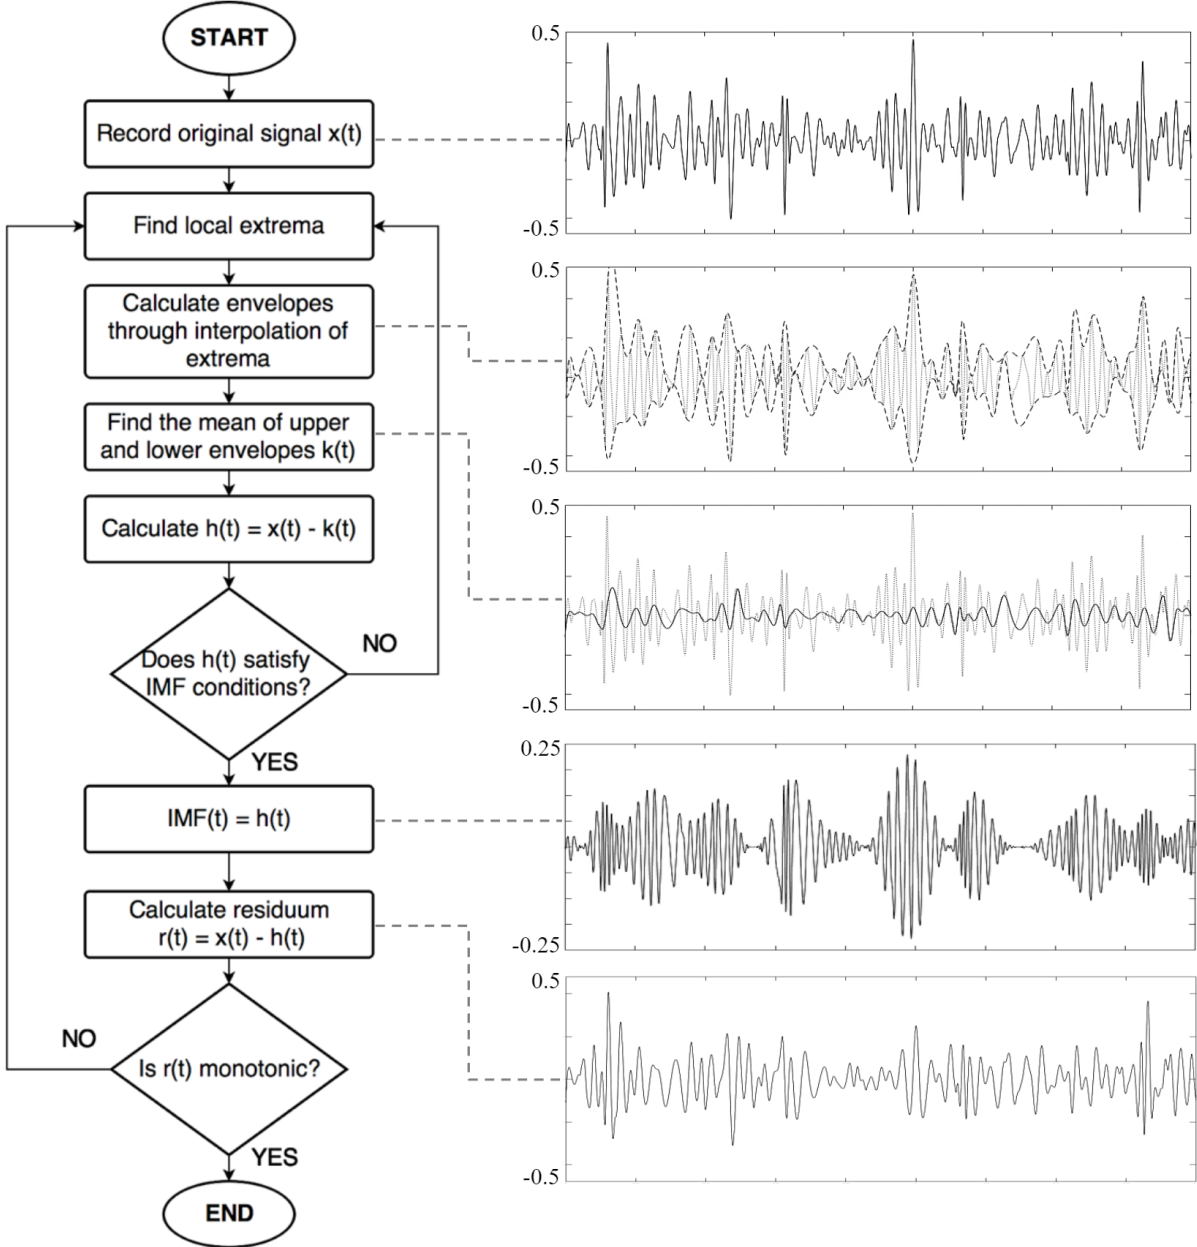 START
Record original signal x(t)
Find local extrema
Calculate envelopes
through interpolation of
extrema
Find the mean of upper
and lower envelopes k(t)
Calculate h(t) = x(t) - k(t)
Does h(t) satisfy
IMF conditions?
NO
YES
IMF(t) = h(t)
Calculate residuum
r(t) = x(t) - h(t)
NO
Is r(t) monotonic?
YES
END
0.5
-0.5
0.5
-0.5
0.5
-0.5
0.25
-0.25
0.5
-0.5